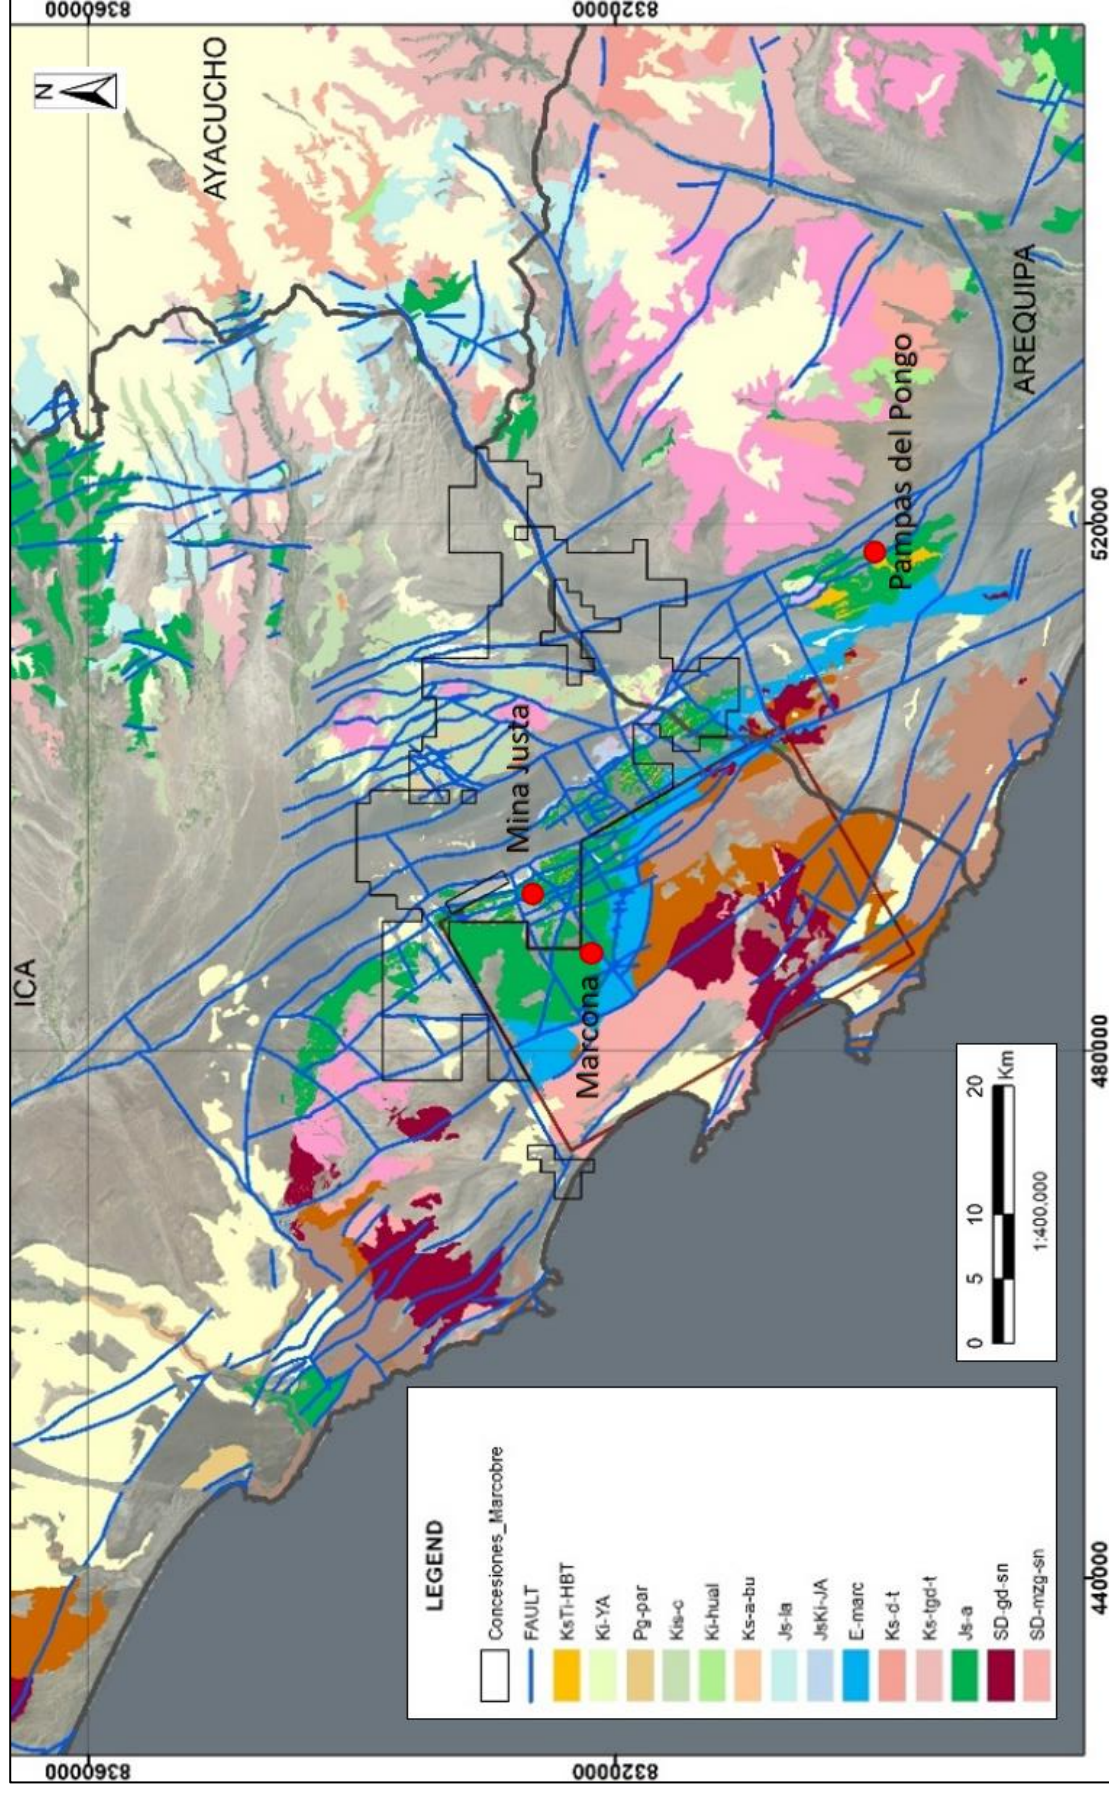 8360000
8320000
N
AYACUCHO
ICA
AREQUIPA
Mina Justa
Marcona
Pampas del Pongo
520000
480000
440000
8360000
8320000
0 5 10 20
Km
1:400,000
LEGEND
Concesiones_Marcobre
FAULT
KsTi-HBT
Ki-YA
Pg-par
Kis-c
Ki-hual
Ks-a-bu
Js-la
JsKi-JA
E-marc
Ks-d-t
Ks-tgd-t
Js-a
SD-gd-sn
SD-mzg-sn